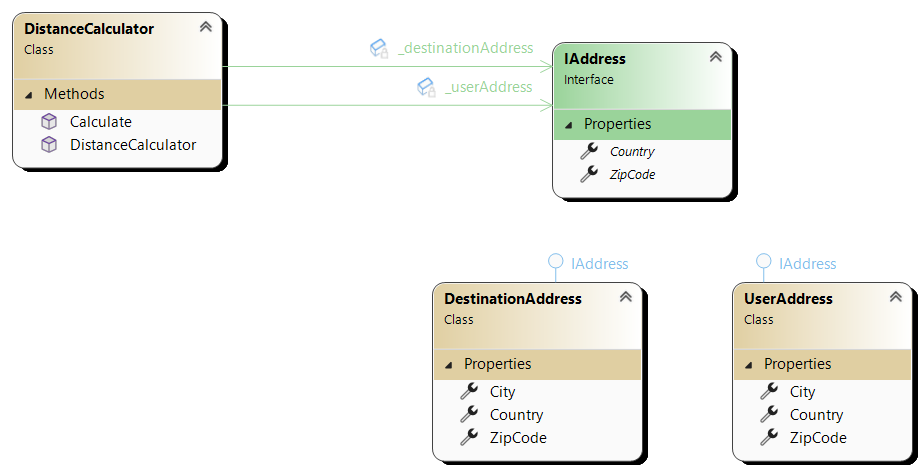 DistanceCalculator
Class
Methods
Calculate
DistanceCalculator
_destinationAddress
_userAddress
IAddress
Interface
Properties
Country
ZipCode
IAddress
DestinationAddress
Class
Properties
City
Country
ZipCode
IAddress
UserAddress
Class
Properties
City
Country
ZipCode